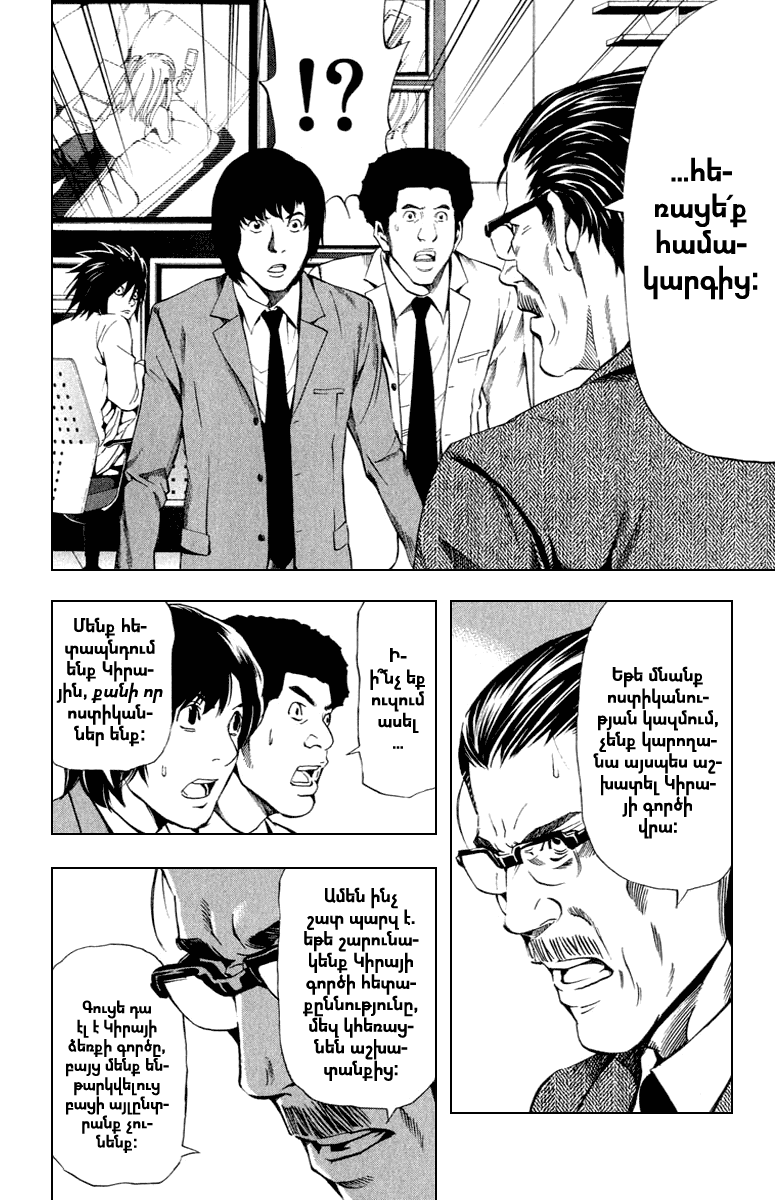 !?
...հե-
ռացե՛ք
համա-
կարգից:
Եթե մնանք
ոստիկանու-
թյան կազմում,
չենք կարողա-
նա այսպես աշ-
խատել Կիրա-
յի գործի
վրա:
Ի-
ի՞նչ եք
ուզում
ասել
...
Մենք հե-
տապնդում
ենք Կիրա-
յին, քանի որ
ոստիկան-
ներ ենք:
Ամեն ինչ
շատ պարզ է.
եթե շարունա-
կենք Կիրայի
գործի հետա-
քըննությունը,
մեզ կհեռաց-
նեն աշխա-
տանքից:
Գուցե դա
էլ է Կիրայի
ձեռքի գործը,
բայց մենք են-
թարկվելուց
բացի այլընտ-
րանք չու-
նենք: